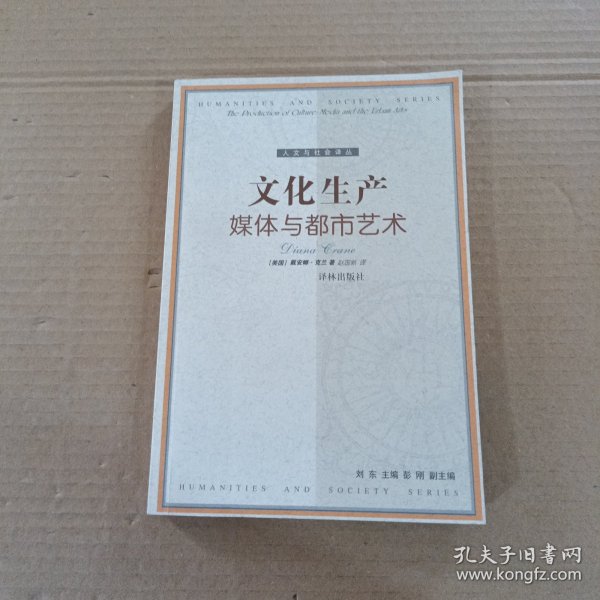 HUMANITIES AND SOCIETY SERIES
The Production of Culture Media and the Urban Arts
人文与社会译丛
文化生产
媒体与都市艺术
Diana Crane
［美国］戴安娜·克兰 著 赵国新 译
译林出版社
刘东 主编 彭刚 副主编
HUMANITIES AND SOCIETY SERIES
孔夫子旧书网
www.kongfz.com